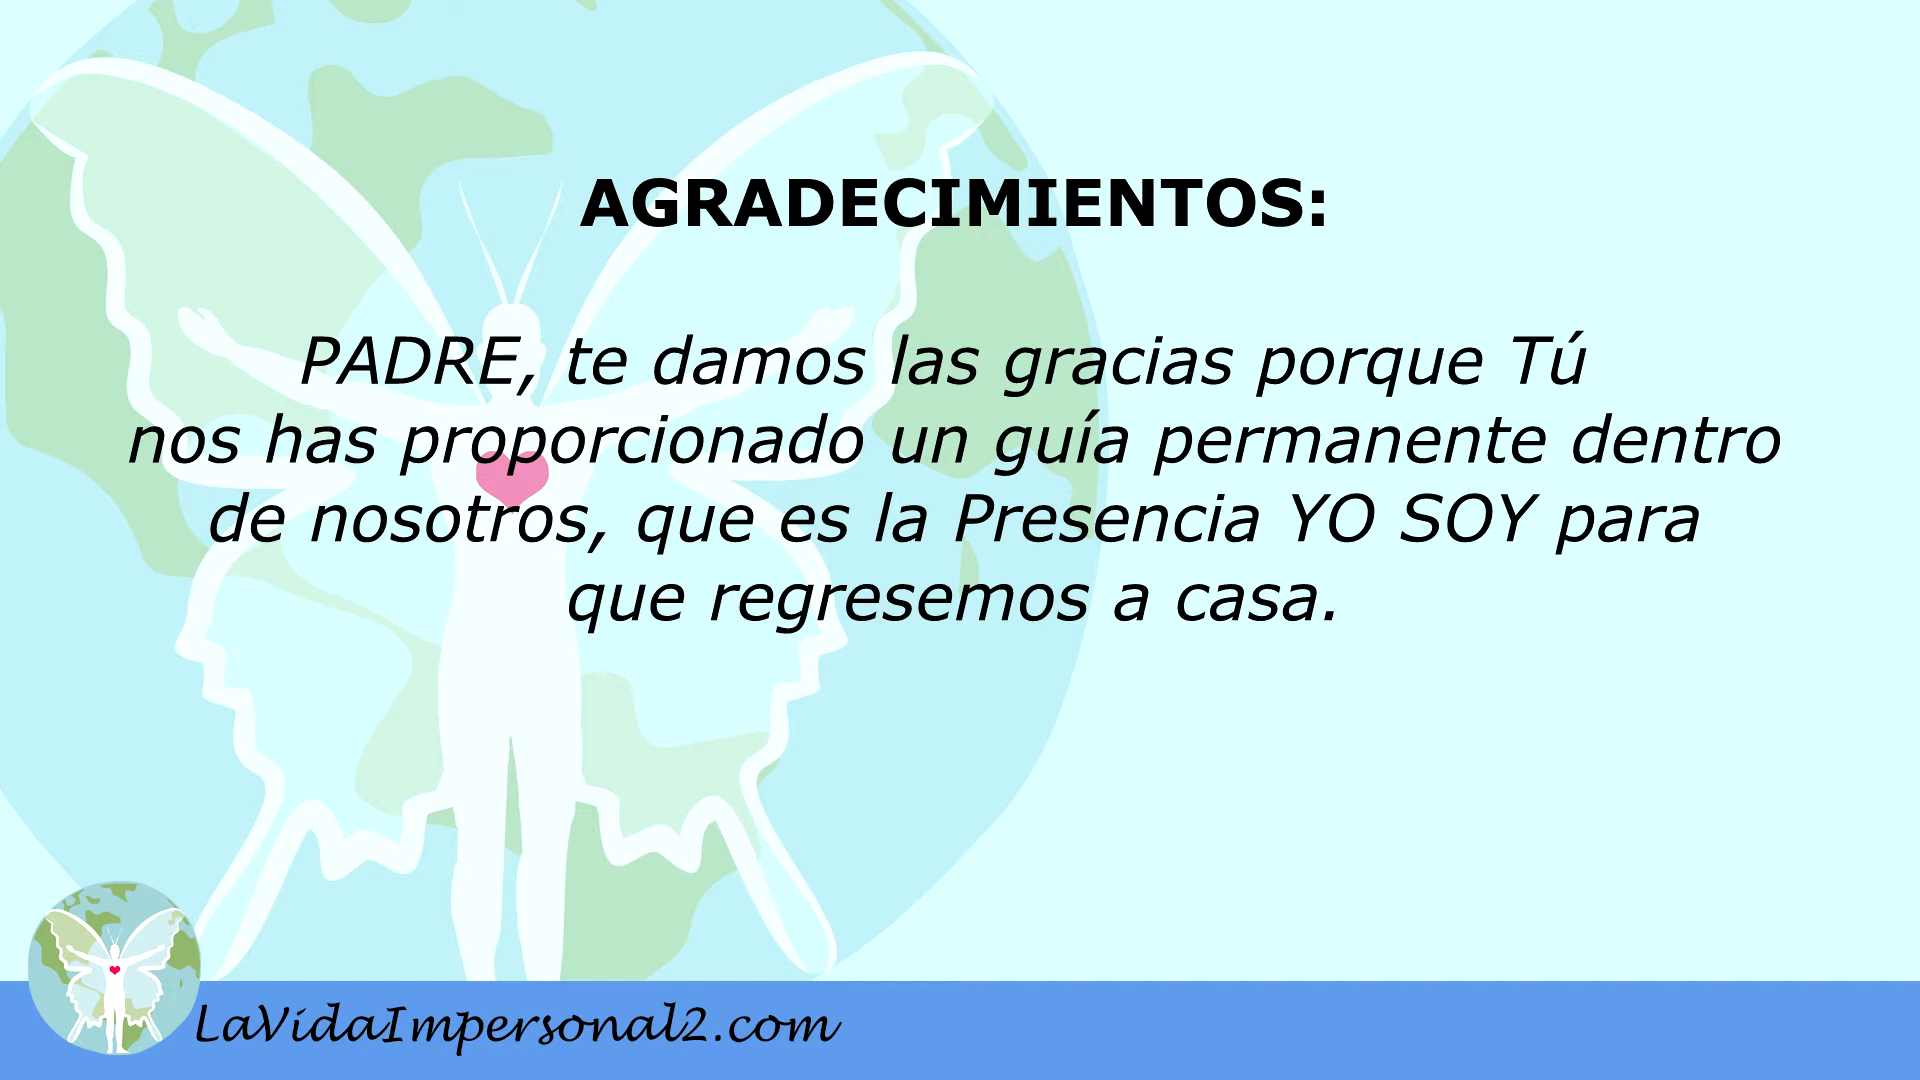 AGRADECIMIENTOS:
PADRE, te damos las gracias porque Tú
nos has proporcionado un guía permanente dentro
de nosotros, que es la Presencia YO SOY para
que regresemos a casa.
LaVidaImpersonal2.com